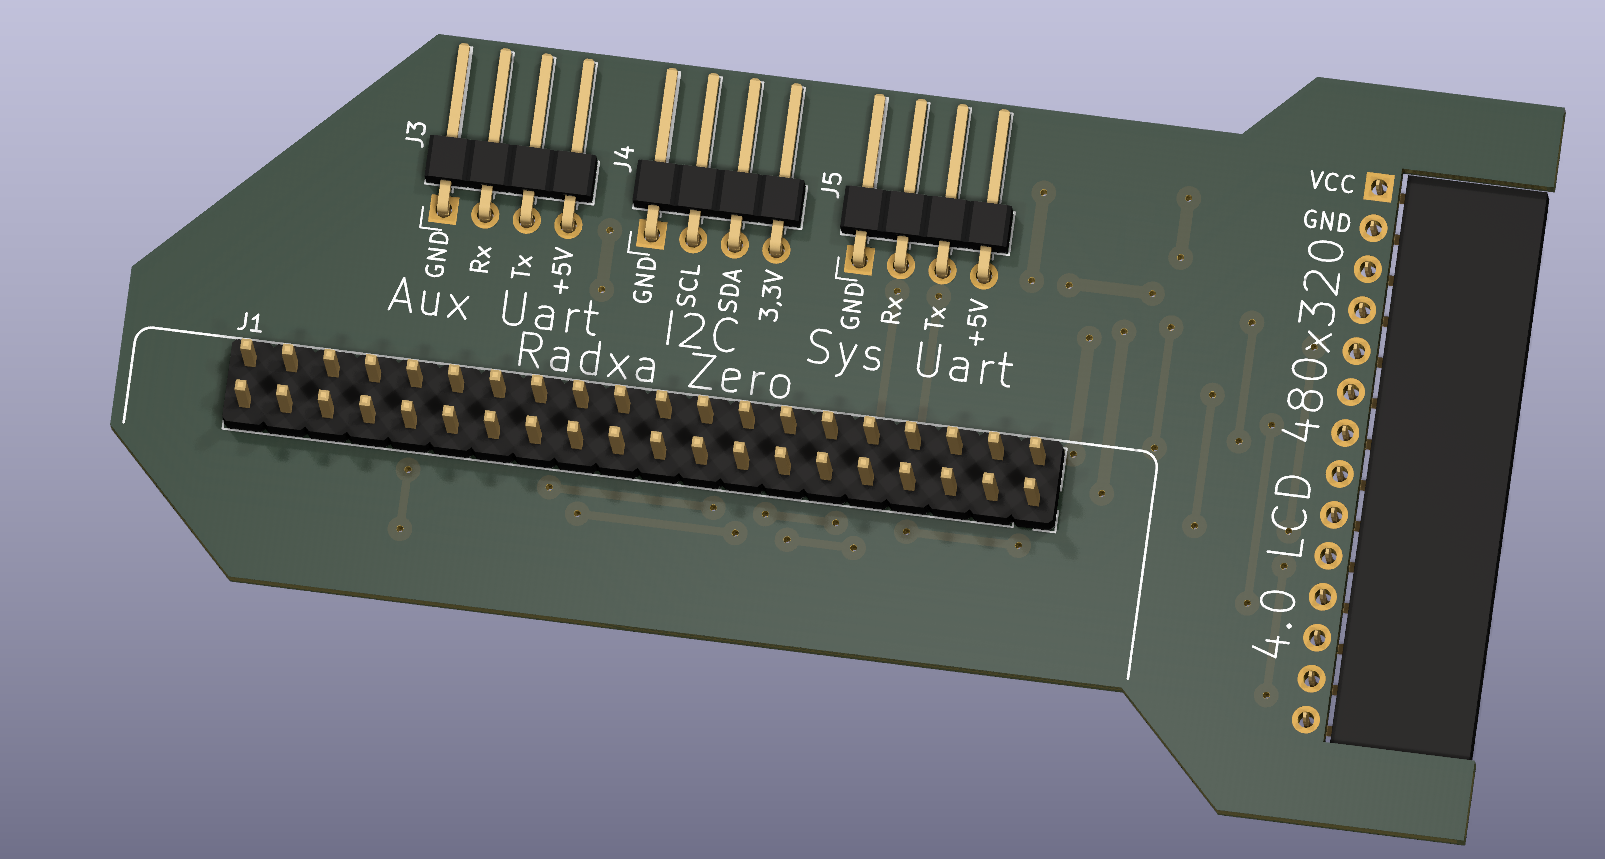 J3
GND
Rx
Tx
+5V
Aux Uart
J4
GND
SCL
SDA
3,3V
I2C
J5
GND
Rx
Tx
+5V
Sys Uart
J1
Radxa Zero
VCC
GND
4.0 LCD 480x320